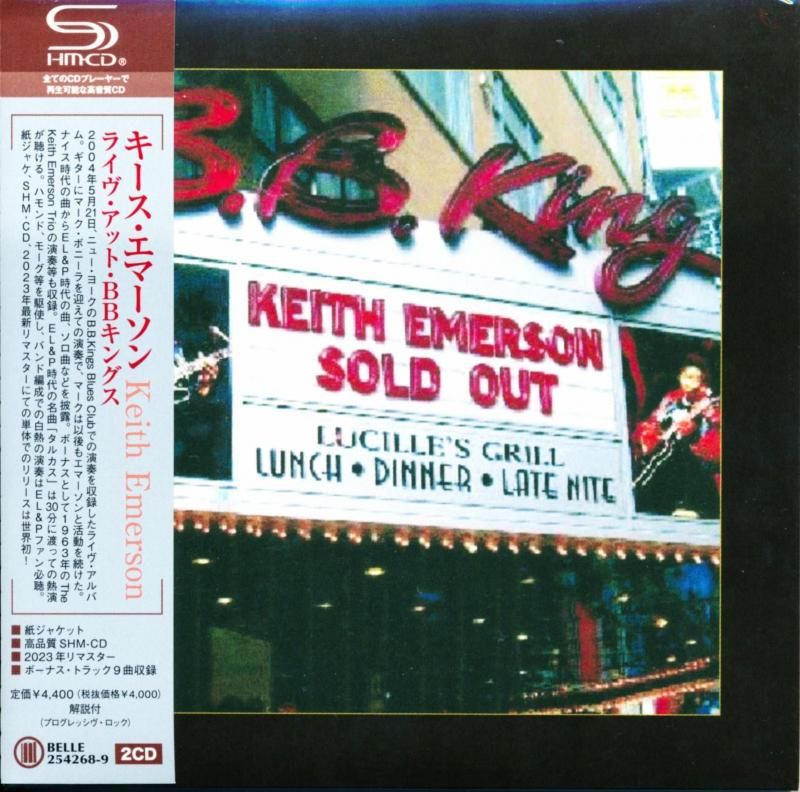 SHM-CD®
全てのCDプレーヤーで
再生可能な高音質CD
キース・エマーソン Keith Emerson
ライヴ・アット・BBキングス
2004年5月21日、ニュー・ヨークのB.B.Kings Blues Clubでの演奏を収録したライヴ・アルバ
ム。ギターにマーク・ボニーラを迎えての演奏で、マークは以後もエマーソンと活動を続けた。
ナイス時代の曲からEL&P時代の曲、ソロ曲などを披露。ボーナスとして1963年のThe
Keith Emerson Trioの演奏等も収録。EL&P時代の名曲「タルカス」は30分に渡っての熱演
が聴ける。ハモンド、モーグ等を駆使し、バンド編成での白熱の演奏はEL&Pファン必聴。
紙ジャケ、SHM-CD、2023年最新リマスターにての単体でのリリースは世界初！
■紙ジャケット
■高品質SHM-CD
■2023年リマスター
■ボーナス・トラック9曲収録
定価￥4,400（税抜価格￥4,000）
解説付
（プログレッシヴ・ロック）
BELLE
254268-9
2CD
B.B. King
KEITH EMERSON
SOLD OUT
LUCILLE'S GRILL
LUNCH • DINNER • LATE NITE